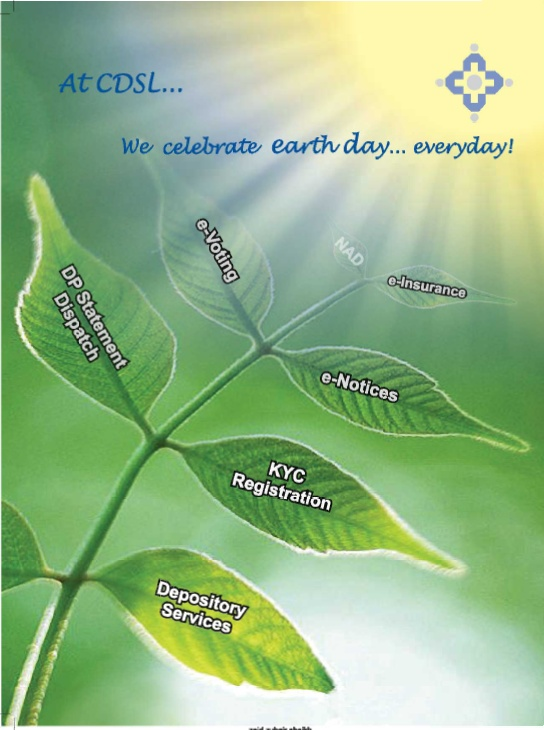 At CDSL...
We celebrate earth day... everyday!
e-Voting
NAD
e-Insurance
DP Statement
Dispatch
e-Notices
KYC
Registration
Depository
Services